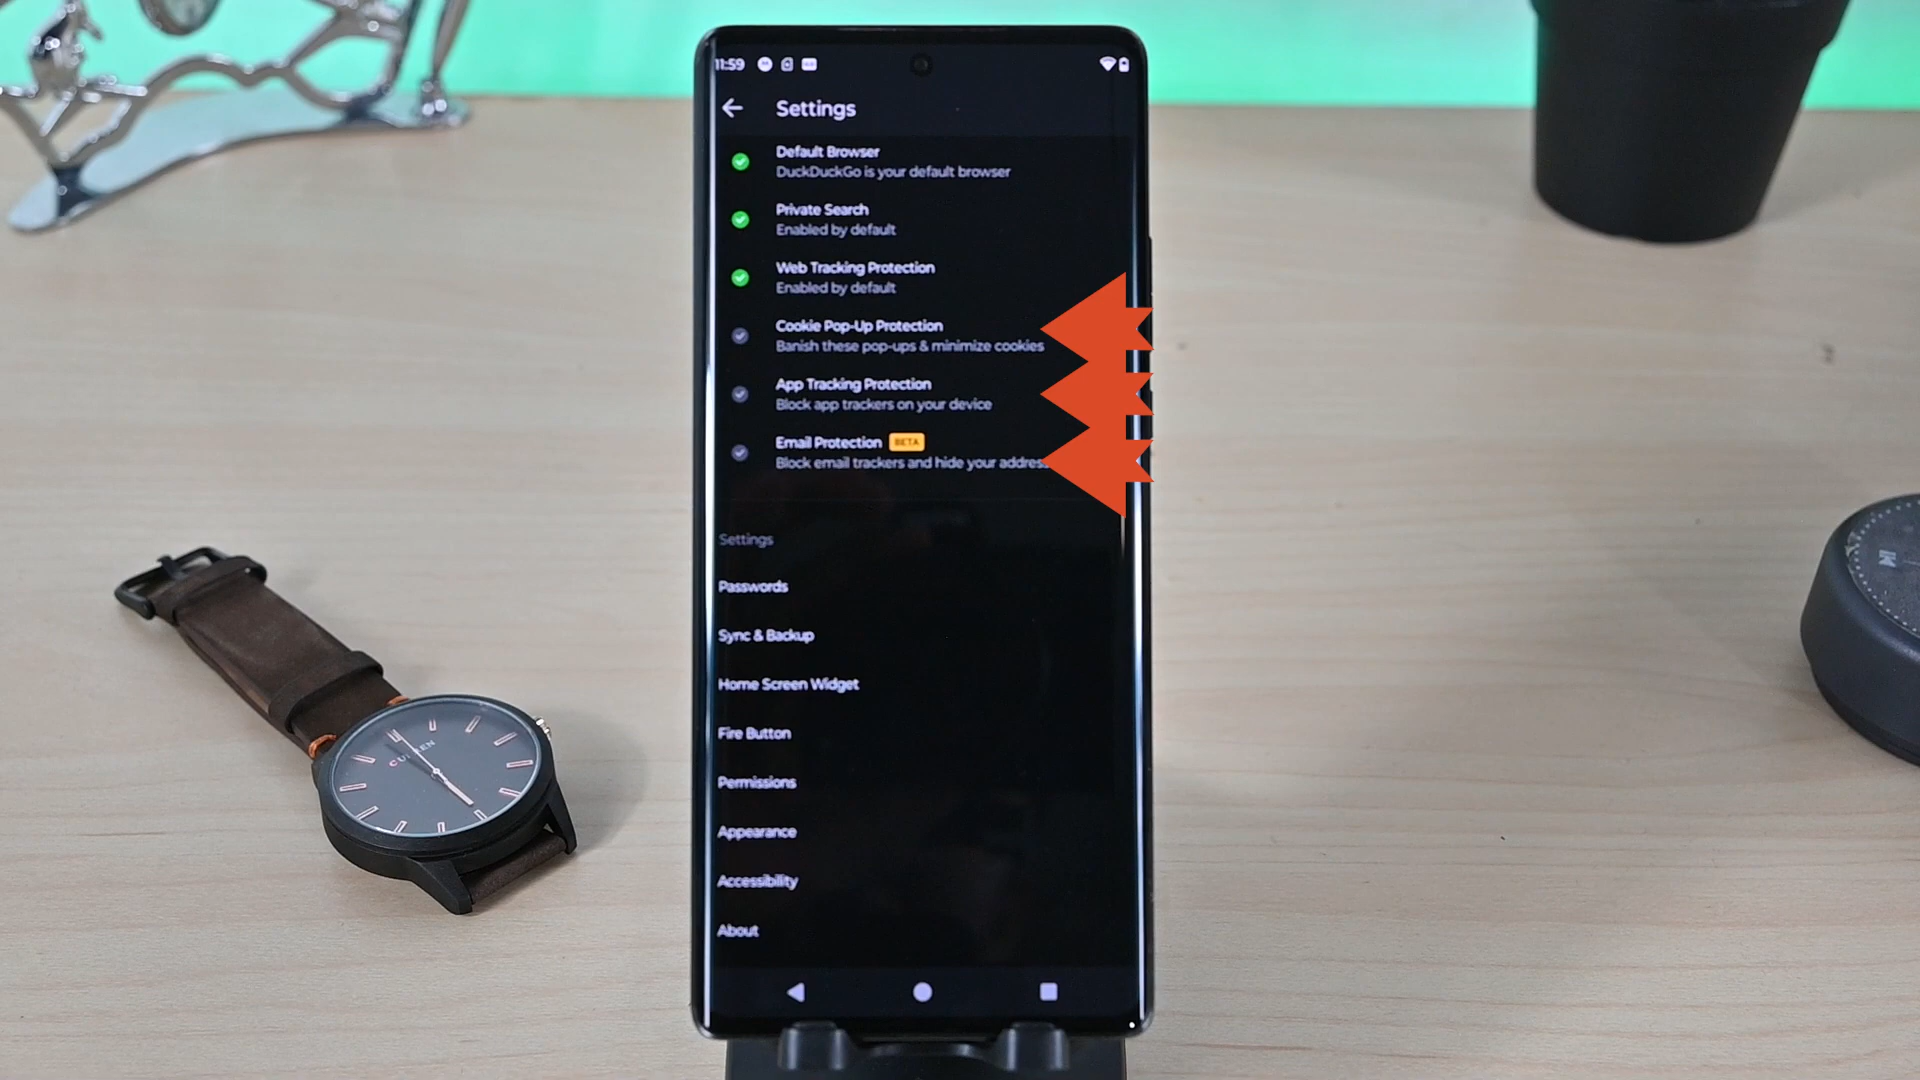 11:59
Settings
Default Browser
DuckDuckGo is your default browser
Private Search
Enabled by default
Web Tracking Protection
Enabled by default
Cookie Pop-Up Protection
Banish these pop-ups & minimize cookies
App Tracking Protection
Block app trackers on your device
Email Protection BETA
Block email trackers and hide your address
Settings
Passwords
Sync & Backup
Home Screen Widget
Fire Button
Permissions
Appearance
Accessibility
About
CURREN